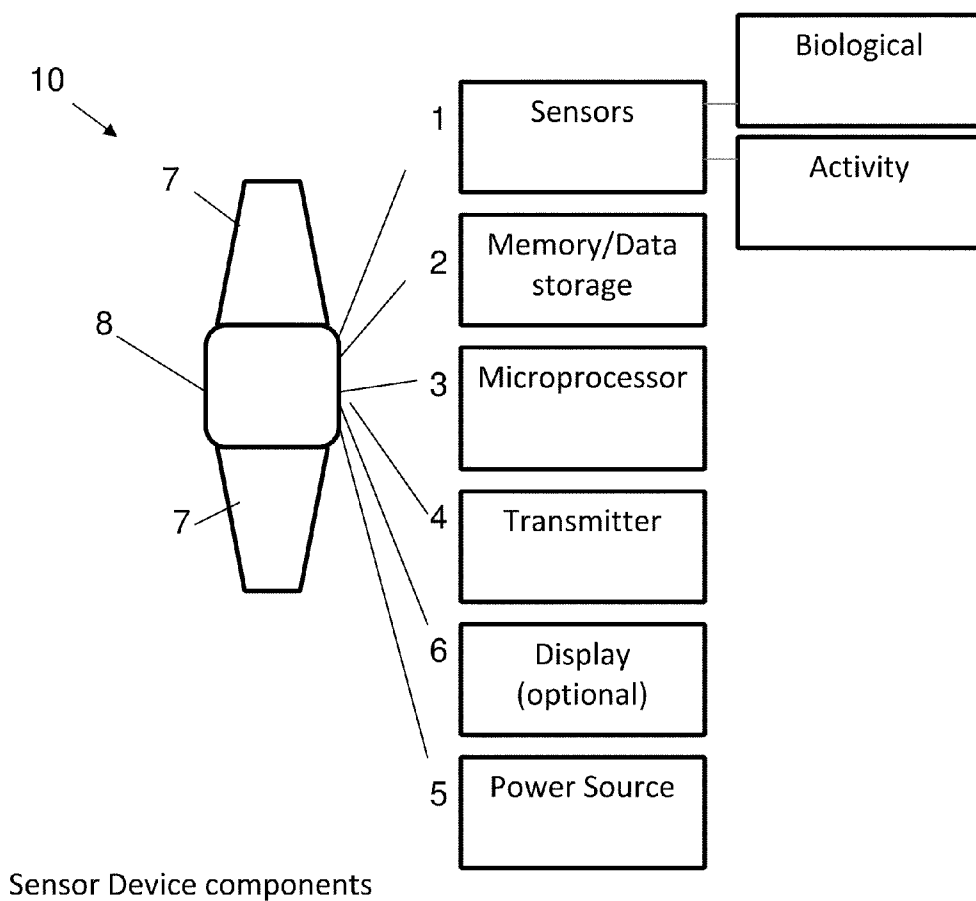 Biological
10
1
Sensors
Activity
7
2
Memory/Data
storage
8
3
Microprocessor
7
4
Transmitter
6
Display
(optional)
5
Power Source
Sensor Device components